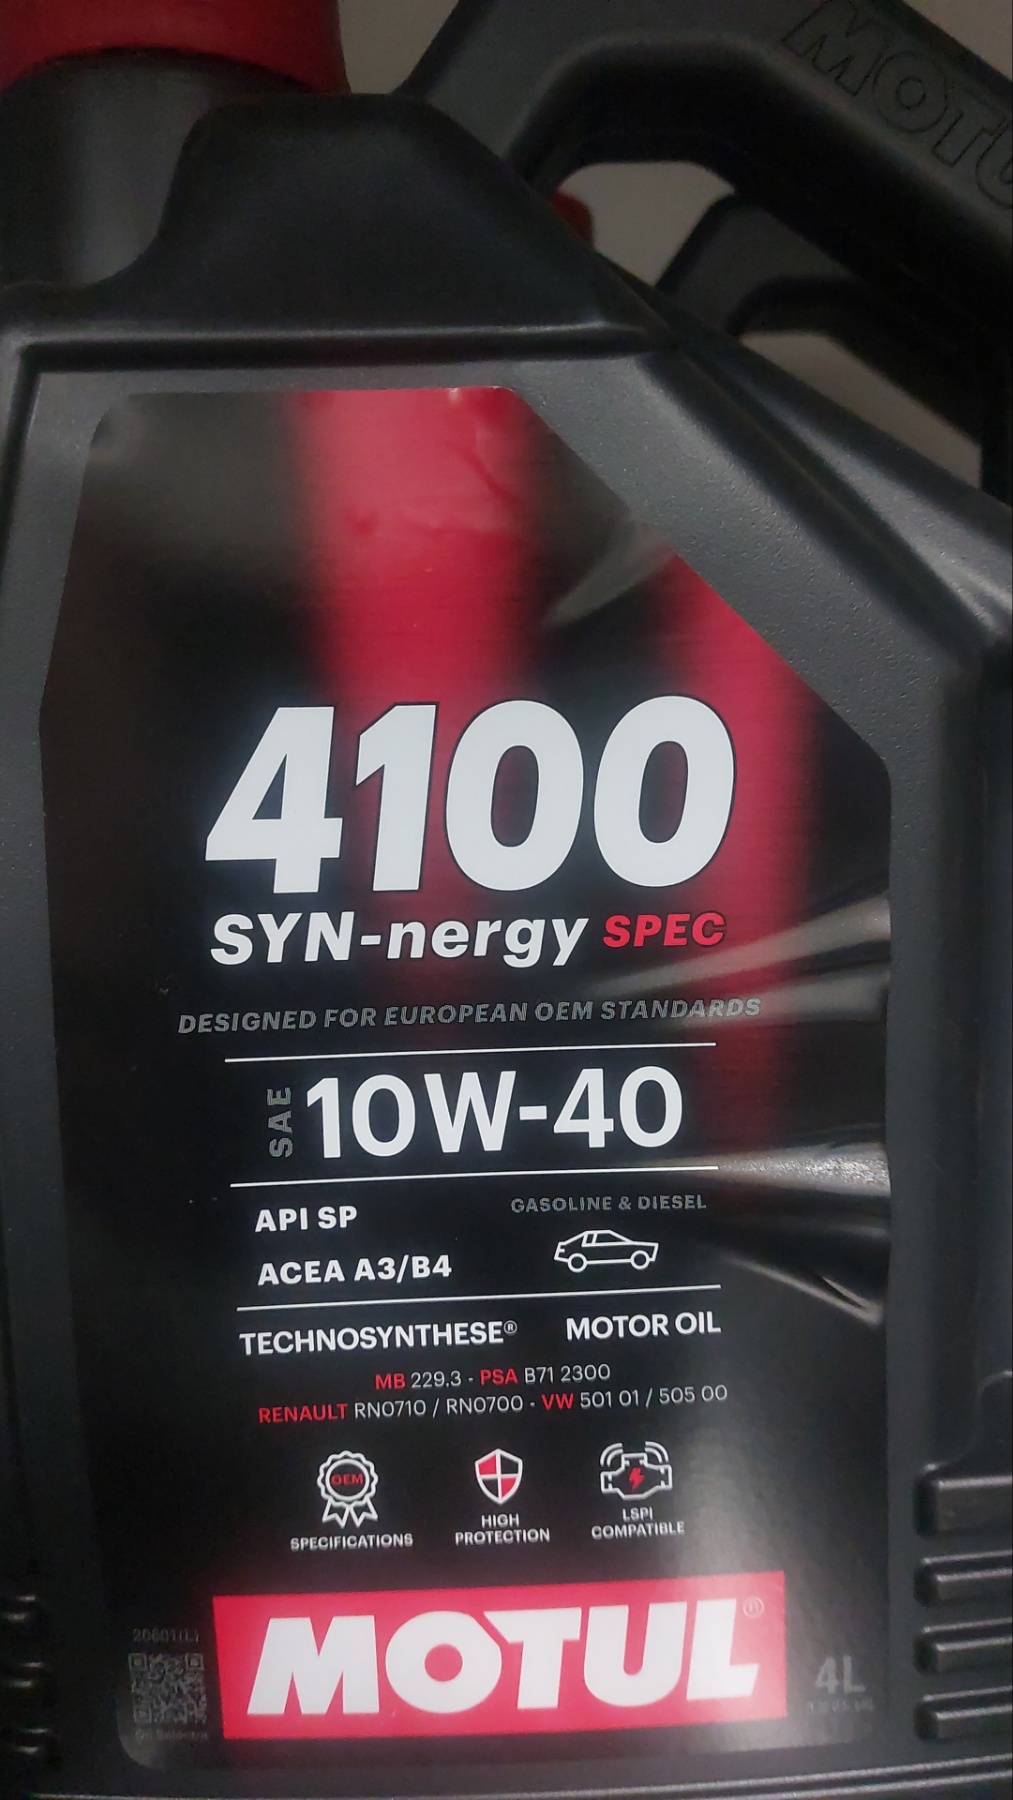 MOTU
4100
SYN-nergy SPEC
DESIGNED FOR EUROPEAN OEM STANDARDS
SAE 10W-40
API SP
GASOLINE & DIESEL
ACEA A3/B4
TECHNOSYNTHESE® MOTOR OIL
MB 229.3 - PSA B71 2300
RENAULT RN0710 / RN0700 - VW 501 01 / 505 00
OEM
SPECIFICATIONS
HIGH
PROTECTION
LSPI
COMPATIBLE
MOTUL®
4L